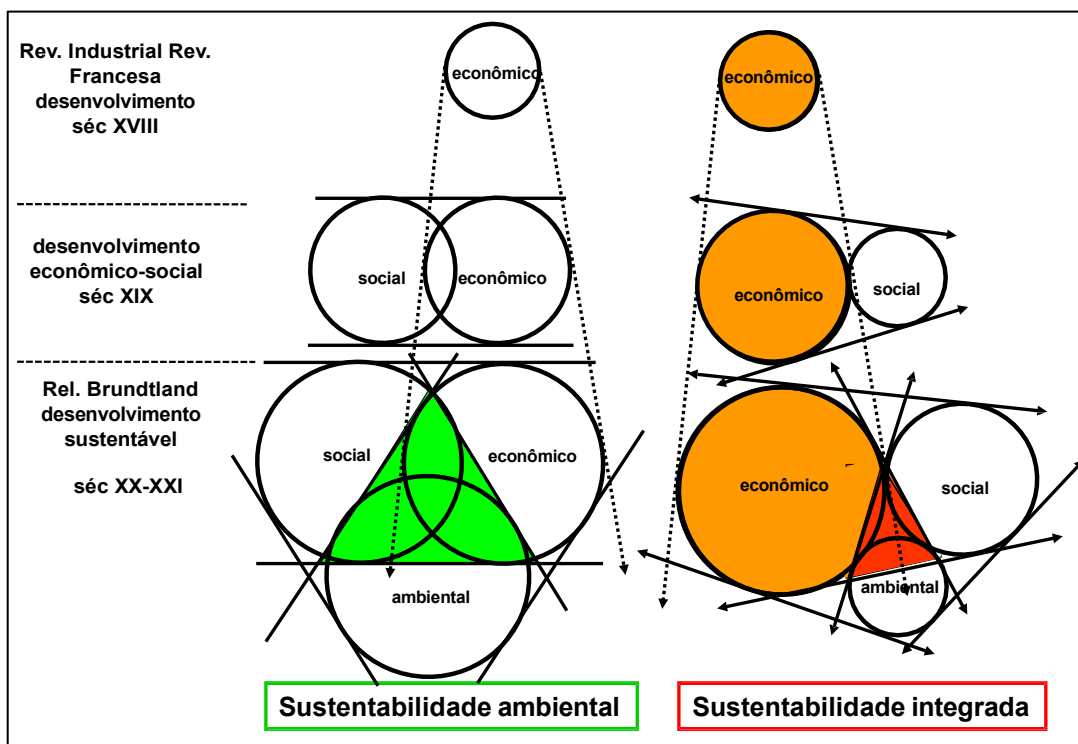 Rev. Industrial Rev.
Francesa
desenvolvimento
séc XVIII
econômico
econômico
desenvolvimento
econômico-social
séc XIX
social
econômico
econômico
social
Rel. Brundtland
desenvolvimento
sustentável
séc XX-XXI
social
econômico
ambiental
econômico
social
ambiental
Sustentabilidade ambiental
Sustentabilidade integrada